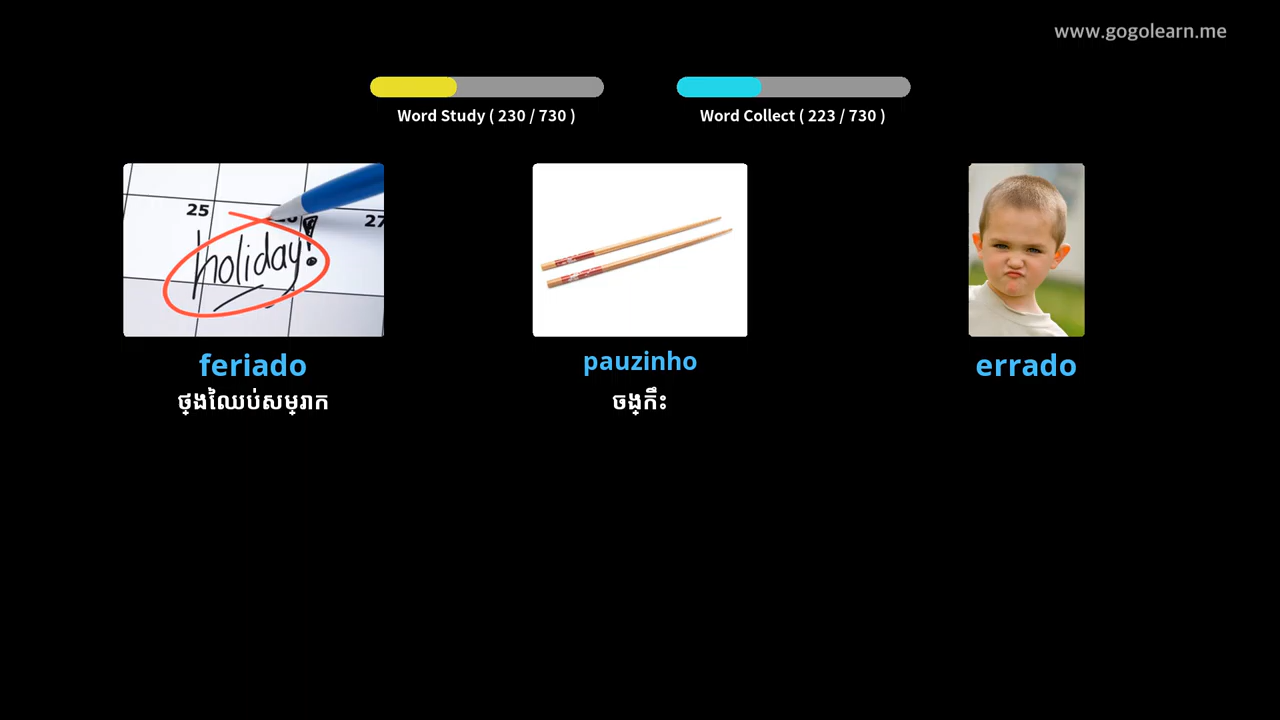 www.gogolearn.me
Word Study ( 230 / 730 )
Word Collect ( 223 / 730 )
25
27
holiday!
feriado
pauzinho
errado
ថ្ងៃឈប់សម្រាក
ចង្កឹះ